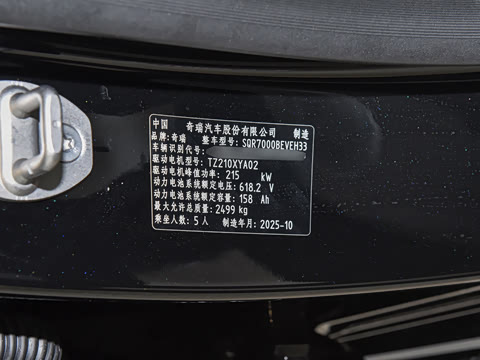 中国 奇瑞汽车股份有限公司 制造
品牌:奇瑞 整车型号:SQR7000BEVEH33
车辆识别代号:
驱动电机型号:TZ210XYA02
驱动电机峰值功率:215 kW
动力电池系统额定电压:618.2 V
动力电池系统额定容量:158 Ah
最大允许总质量:2499 kg
乘坐人数:5人 制造年月:2025-10